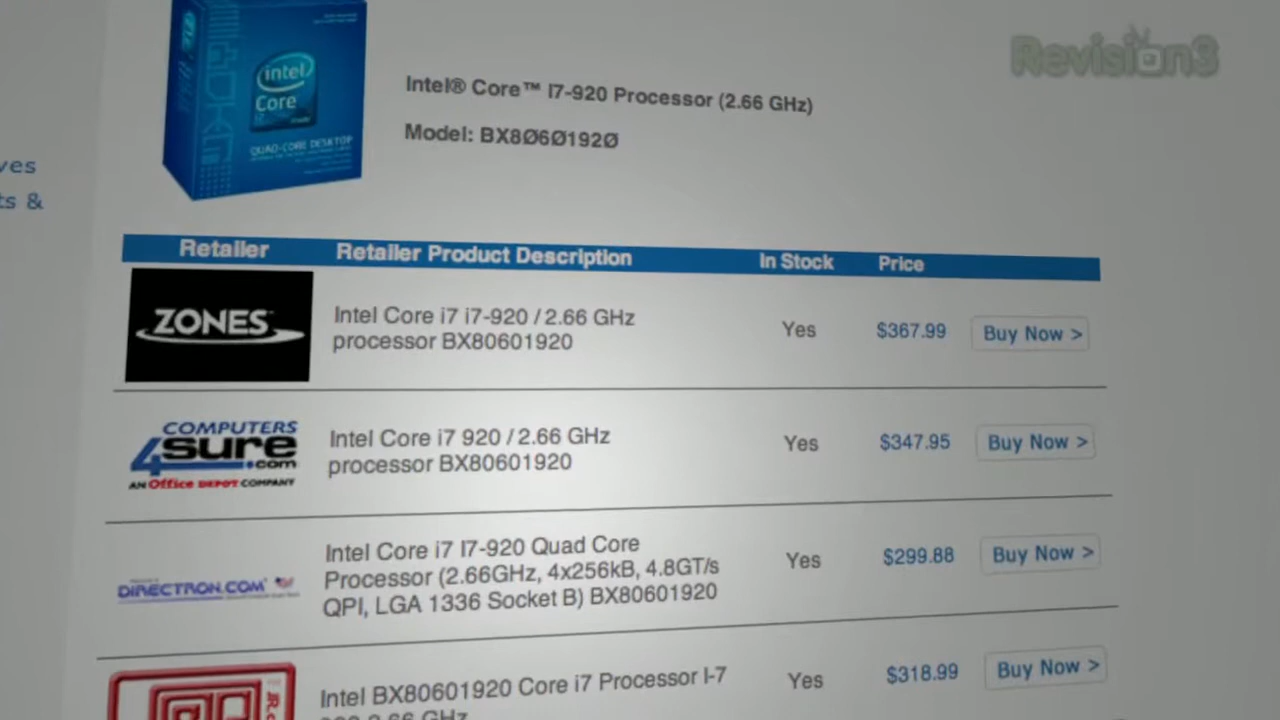 Revision3
intel
Core
i7
QUAD-CORE DESKTOP
Intel® Core™ I7-920 Processor (2.66 GHz)
Model: BX8Ø6Ø192Ø
ves
ts &
Retailer Retailer Product Description In Stock Price
ZONES
Intel Core i7 i7-920 / 2.66 GHz
processor BX80601920
Yes $367.99 Buy Now >
COMPUTERS
4sure
.com
AN Office DEPOT COMPANY
Intel Core i7 920 / 2.66 GHz
processor BX80601920
Yes $347.95 Buy Now >
DIRECTRON.COM
Intel Core i7 I7-920 Quad Core
Processor (2.66GHz, 4x256kB, 4.8GT/s
QPI, LGA 1336 Socket B) BX80601920
Yes $299.88 Buy Now >
Intel BX80601920 Core i7 Processor I-7
920 2.66 GHz
Yes $318.99 Buy Now >